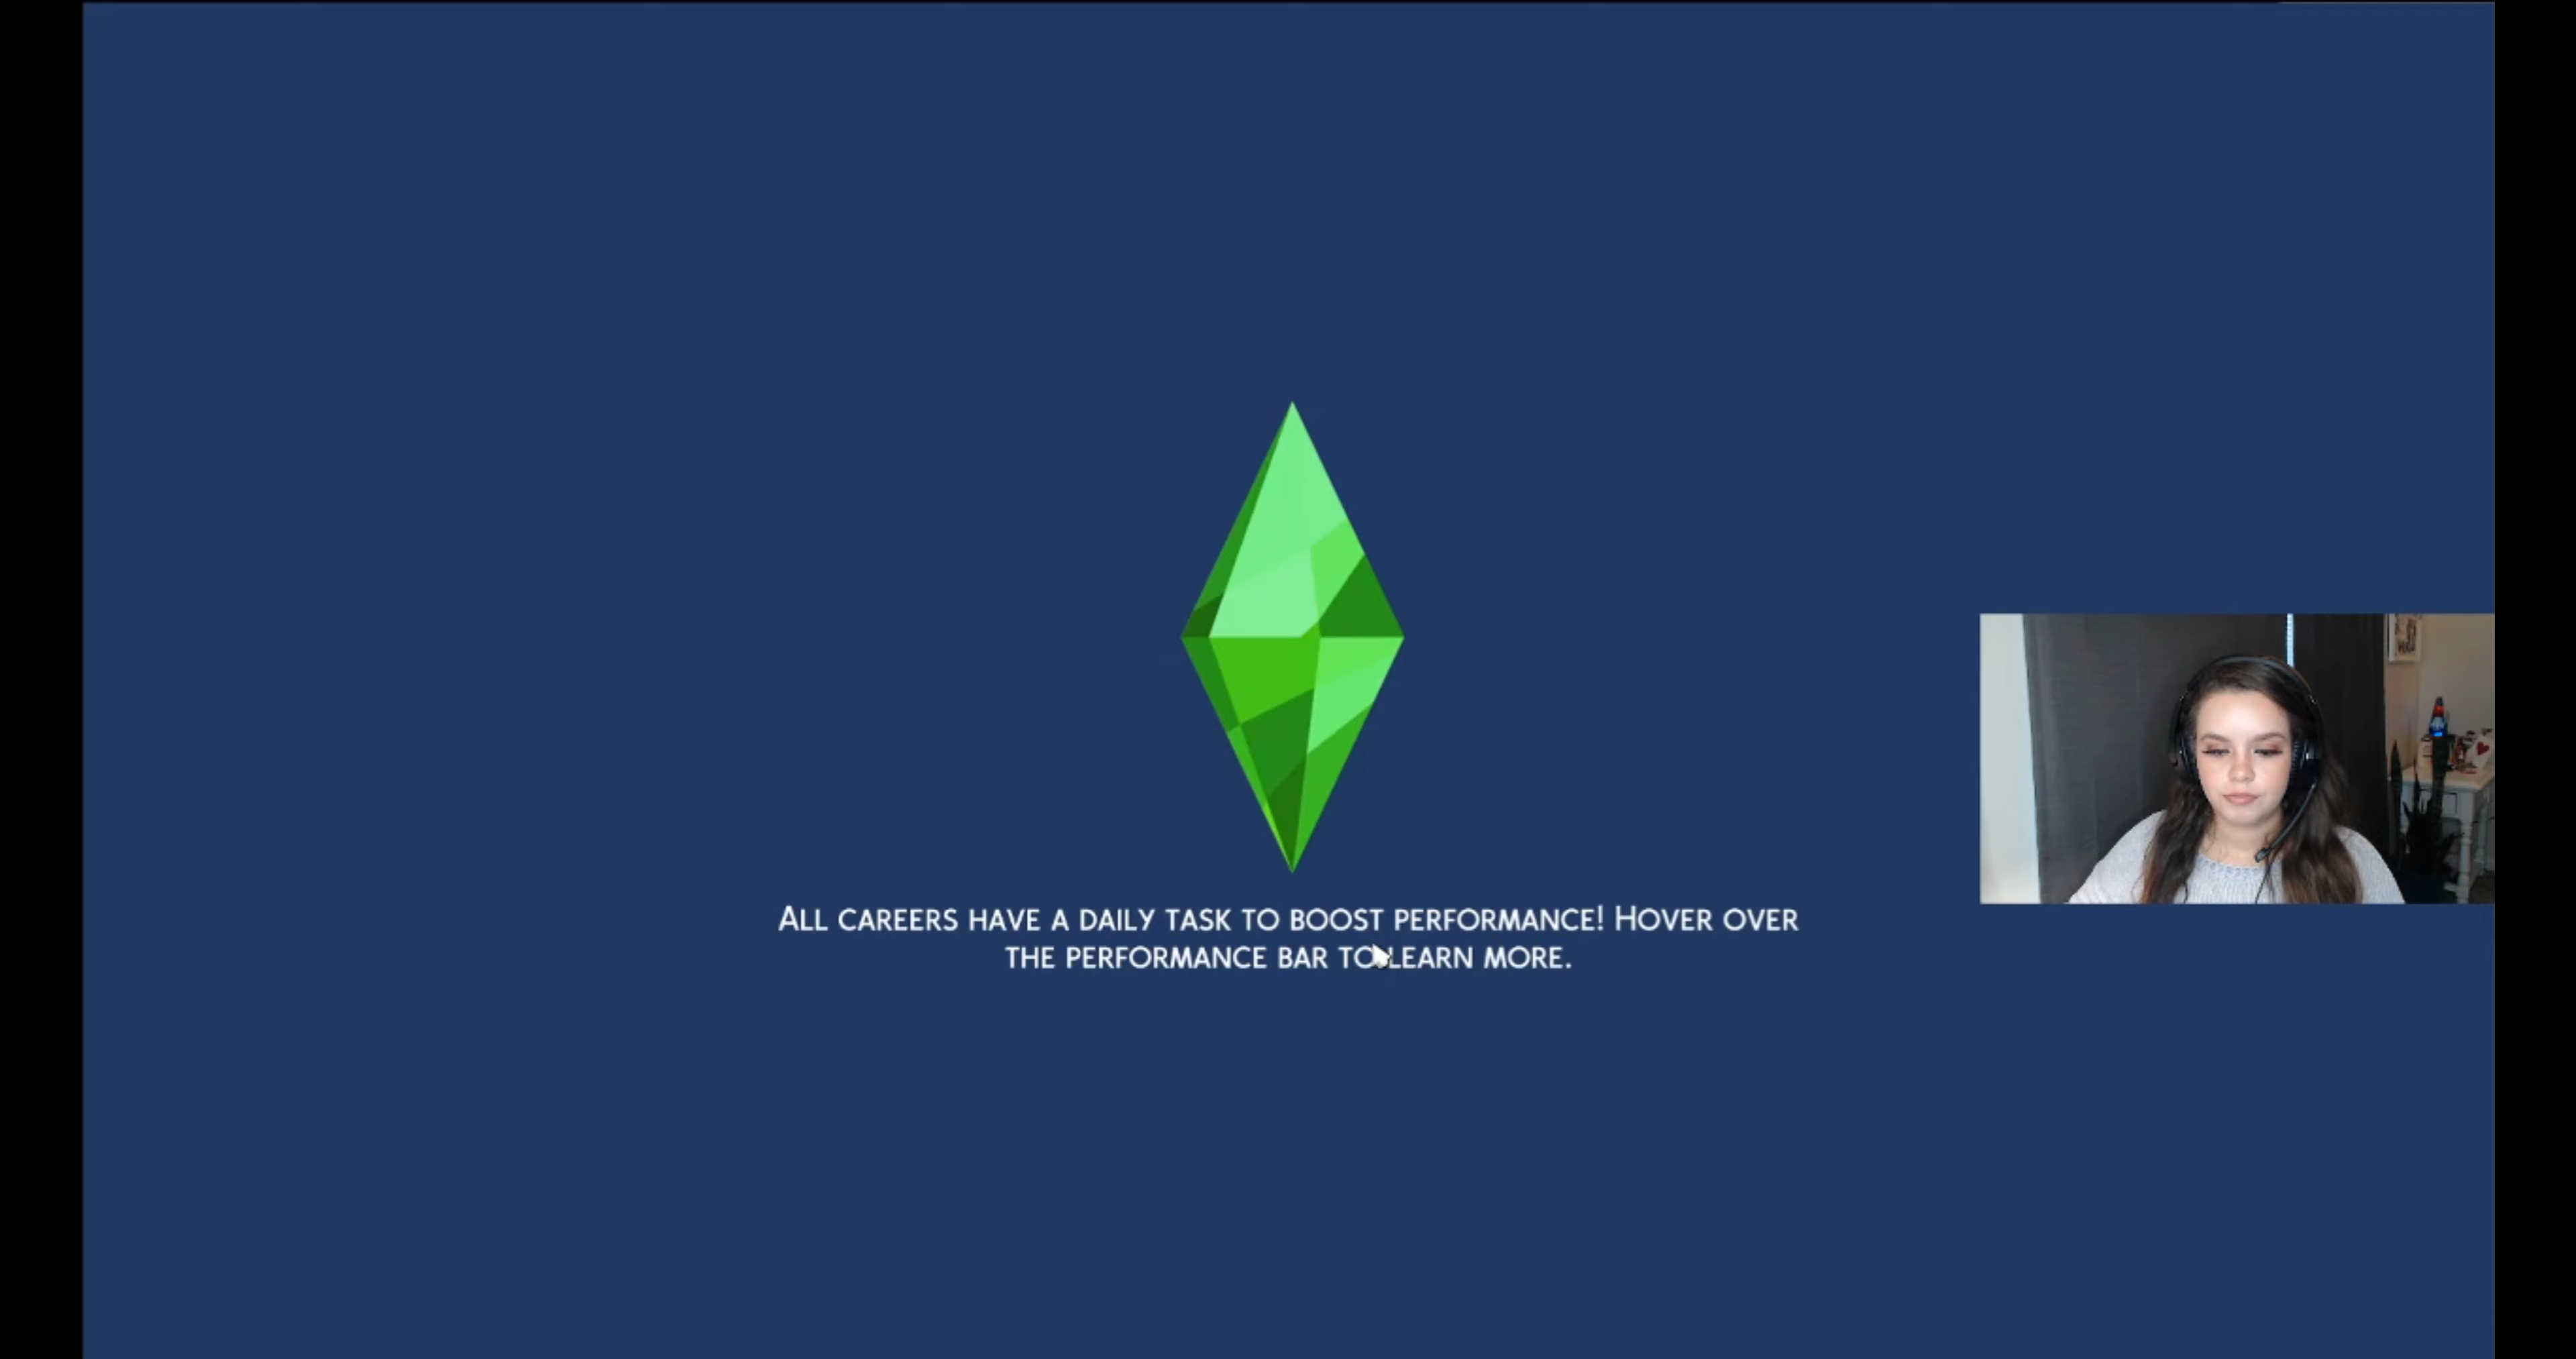 All careers have a daily task to boost performance! Hover over
the performance bar to learn more.